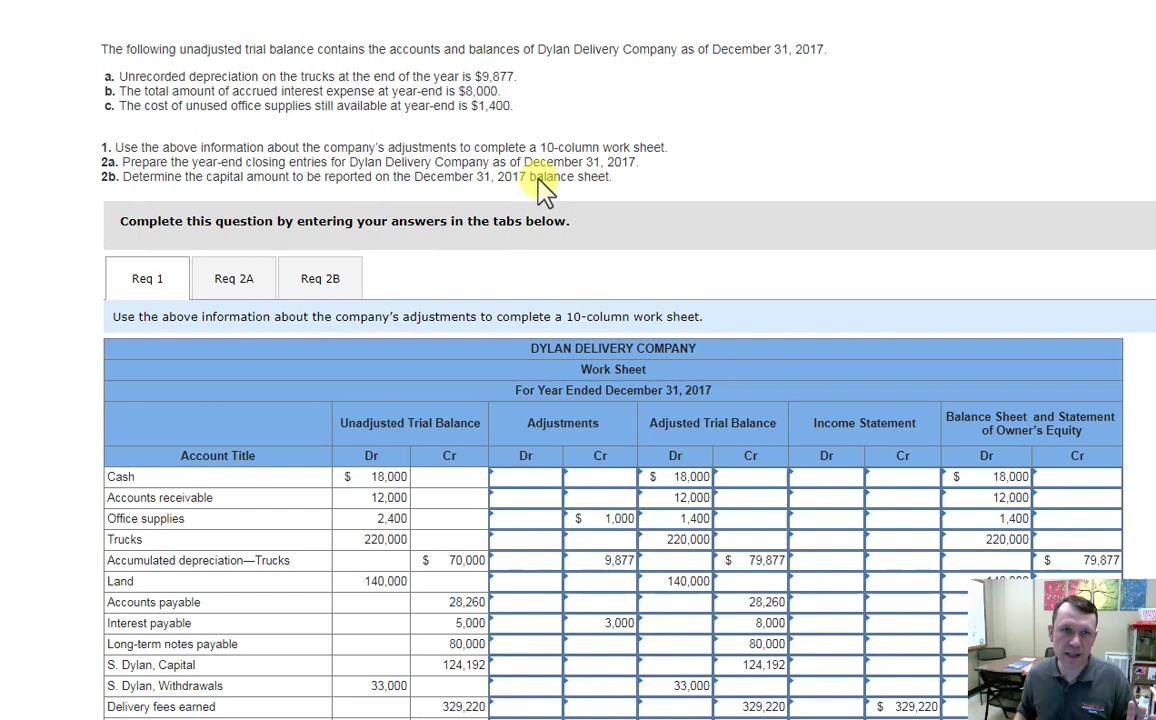 The following unadjusted trial balance contains the accounts and balances of Dylan Delivery Company as of December 31, 2017.
a. Unrecorded depreciation on the trucks at the end of the year is $9,877.
b. The total amount of accrued interest expense at year-end is $8,000.
c. The cost of unused office supplies still available at year-end is $1,400.
1. Use the above information about the company's adjustments to complete a 10-column work sheet.
2a. Prepare the year-end closing entries for Dylan Delivery Company as of December 31, 2017.
2b. Determine the capital amount to be reported on the December 31, 2017 balance sheet.
Complete this question by entering your answers in the tabs below.
Req 1 Req 2A Req 2B
Use the above information about the company's adjustments to complete a 10-column work sheet.
DYLAN DELIVERY COMPANY
Work Sheet
For Year Ended December 31, 2017
Unadjusted Trial Balance Adjustments Adjusted Trial Balance Income Statement Balance Sheet and Statement of Owner's Equity
Account Title Dr Cr Dr Cr Dr Cr Dr Cr Dr Cr
Cash $ 18,000 $ 18,000 $ 18,000
Accounts receivable 12,000 12,000 12,000
Office supplies 2,400 $ 1,000 1,400 1,400
Trucks 220,000 220,000 220,000
Accumulated depreciation—Trucks $ 70,000 9,877 $ 79,877 $ 79,877
Land 140,000 140,000
Accounts payable 28,260 28,260
Interest payable 5,000 3,000 8,000
Long-term notes payable 80,000 80,000
S. Dylan, Capital 124,192 124,192
S. Dylan, Withdrawals 33,000 33,000
Delivery fees earned 329,220 329,220 $ 329,220